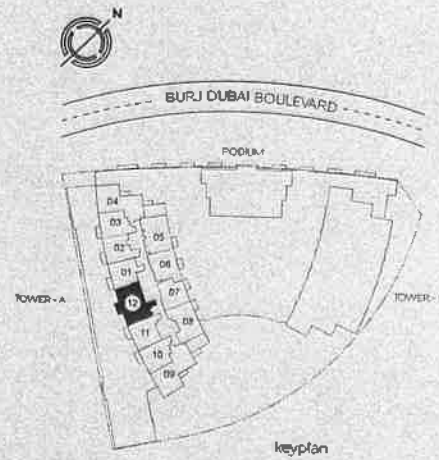 N
BURJ DUBAI BOULEVARD
PODIUM
04
03
05
02
06
01
07
TOWER - A
12
TOWER -
11
08
10
09
keyplan